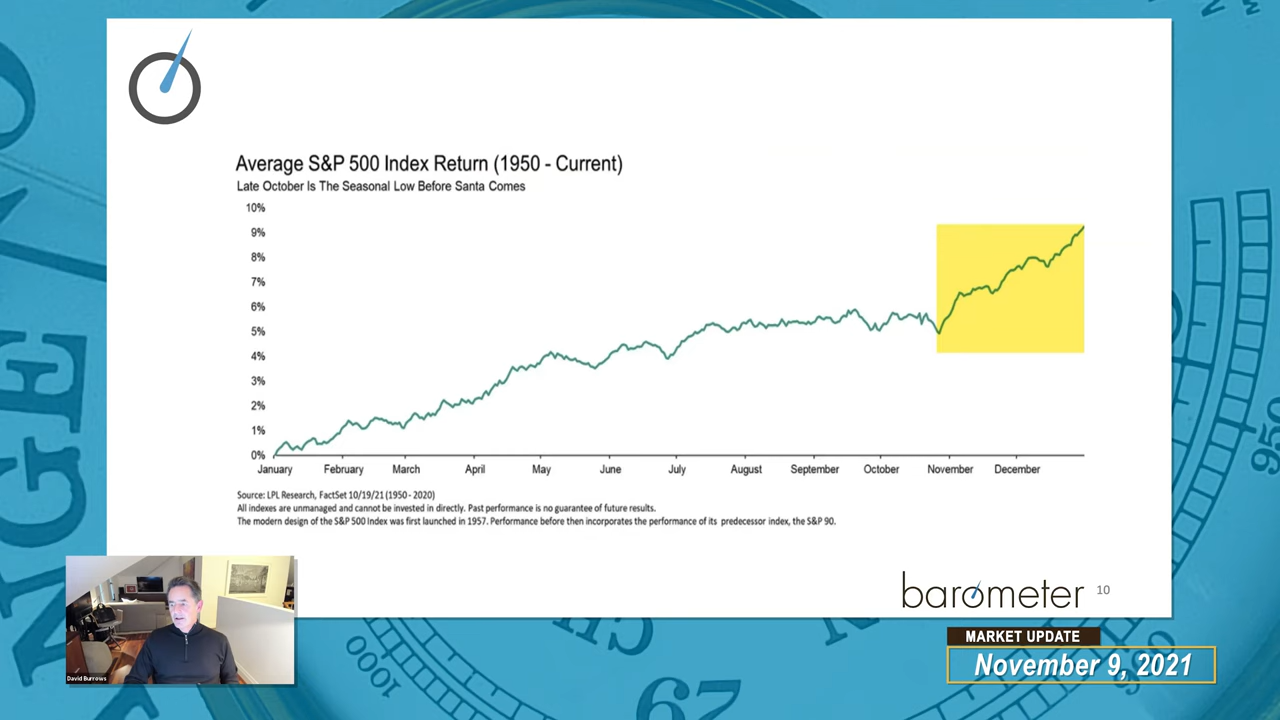 Average S&P 500 Index Return (1950 - Current)
Late October Is The Seasonal Low Before Santa Comes
10%
9%
8%
7%
6%
5%
4%
3%
2%
1%
0%
January February March April May June July August September October November December
Source: LPL Research, FactSet 10/19/21 (1950 - 2020)
All indexes are unmanaged and cannot be invested in directly. Past performance is no guarantee of future results.
The modern design of the S&P 500 Index was first launched in 1957. Performance before then incorporates the performance of its predecessor index, the S&P 90.
barometer 10
MARKET UPDATE
November 9, 2021
David Burrows
NGE
1000
67
950